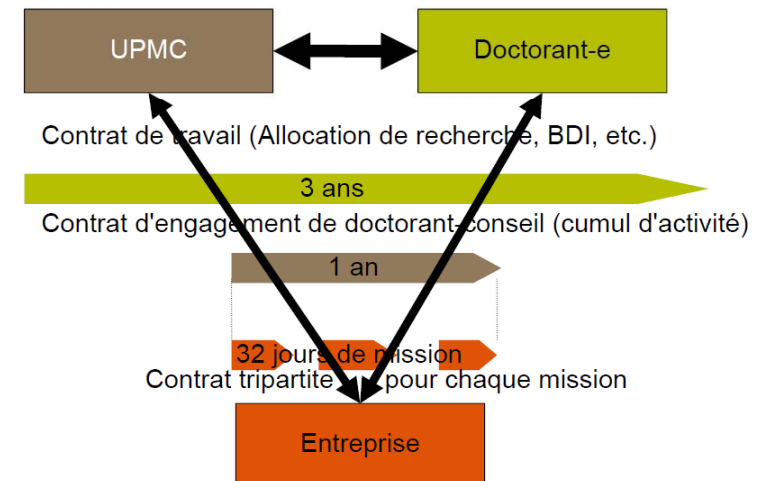 UPMC
Doctorant-e
Contrat de travail (Allocation de recherche, BDI, etc.)
3 ans
Contrat d'engagement de doctorant-conseil (cumul d'activité)
1 an
32 jours de mission
Contrat tripartite pour chaque mission
Entreprise